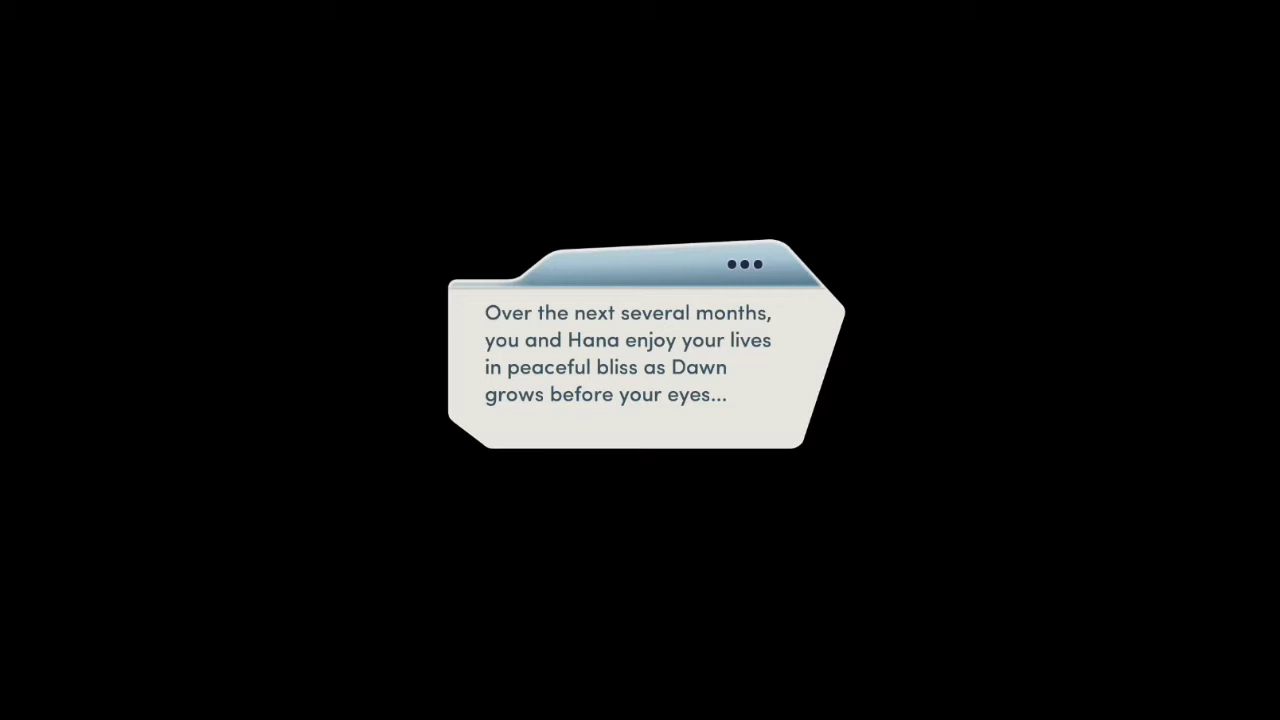 Over the next several months,
you and Hana enjoy your lives
in peaceful bliss as Dawn
grows before your eyes...